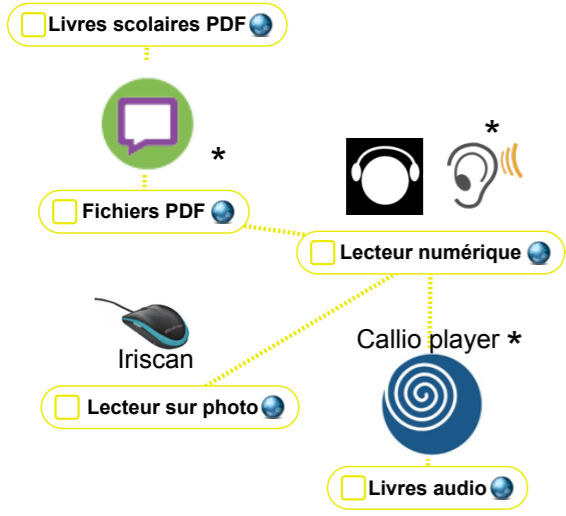 Livres scolaires PDF
*
*
Fichiers PDF
Lecteur numérique
Iriscan
Callio player *
Lecteur sur photo
Livres audio